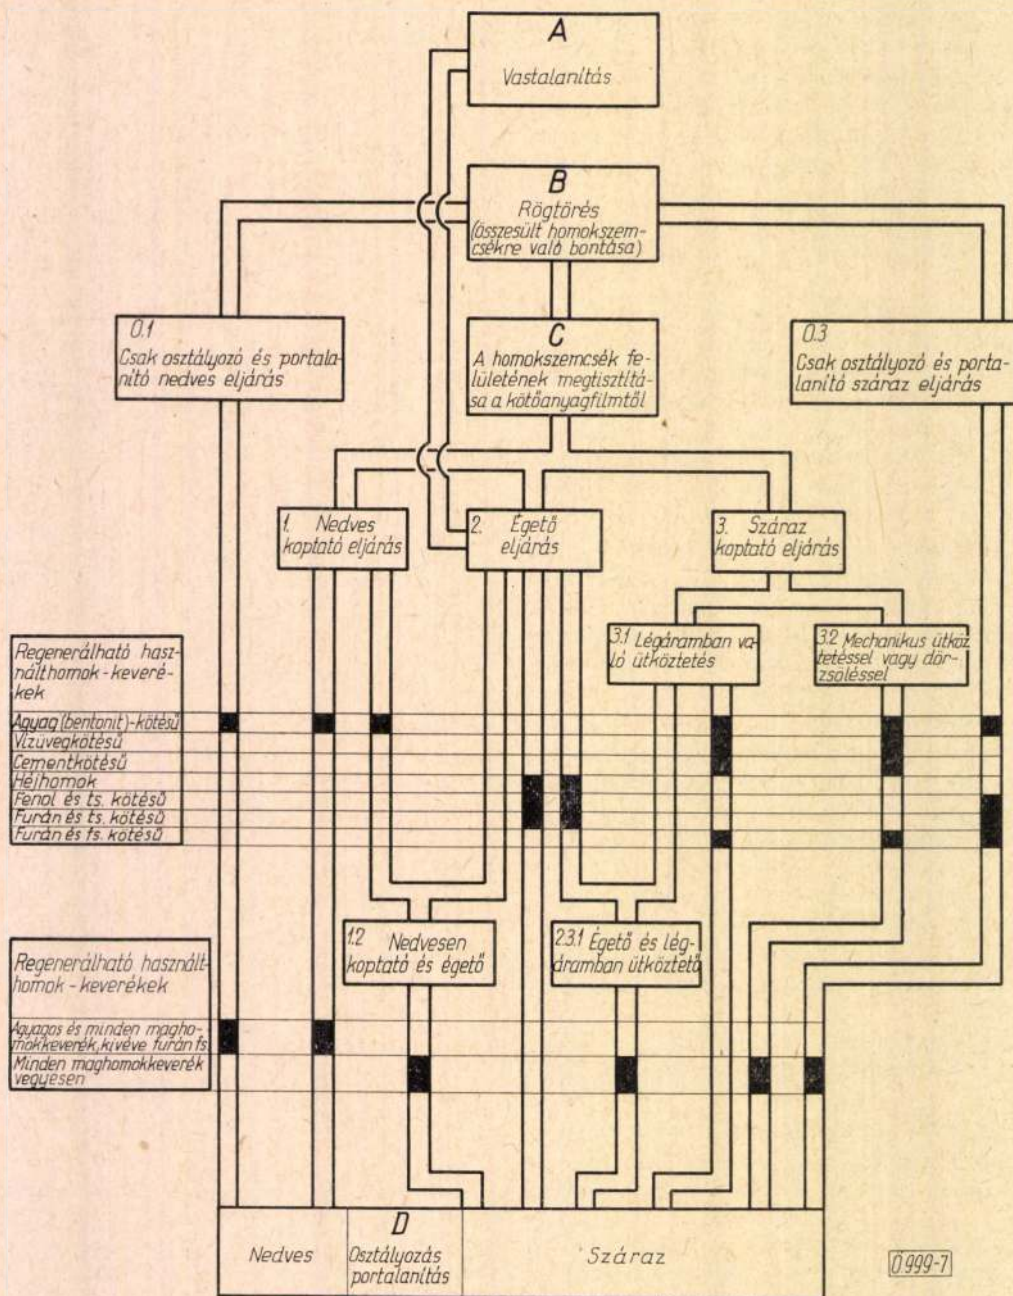 A
Vastalanítás
B
Rögtörés
(összesült homokszem-
csékre való bontása)
0.1
Csak osztályozó és portala-
nító nedves eljárás
C
A homokszemcsék fe-
lületének megtisztítá-
sa a kötőanyagfilmtől
0.3
Csak osztályozó és porta-
lanító száraz eljárás
1. Nedves
koptató eljárás
2. Égető
eljárás
3. Száraz
koptató eljárás
3.1 Légáramban va-
ló ütköztetés
3.2 Mechanikus ütköz
tetéssel vagy dör-
zsöléssel
Regenerálható hasz-
nálthomok-keveré-
kek
Agyag (bentonit)-kötésű
Vízüvegkötésű
Cementkötésű
Héjhomok
Fenol és ts. kötésű
Furán és ts. kötésű
Furán és fs. kötésű
1.2 Nedvesen
koptató és égető
2.3.1 Égető és lég-
áramban ütköztető
Regenerálható használt-
homok-keverékek
Agyagos és minden magho-
mokkeverék, kivéve furán fs.
Minden maghomokkeverék
vegyesen
Nedves
D
Osztályozás
portalanítás
Száraz
Ö.999-7